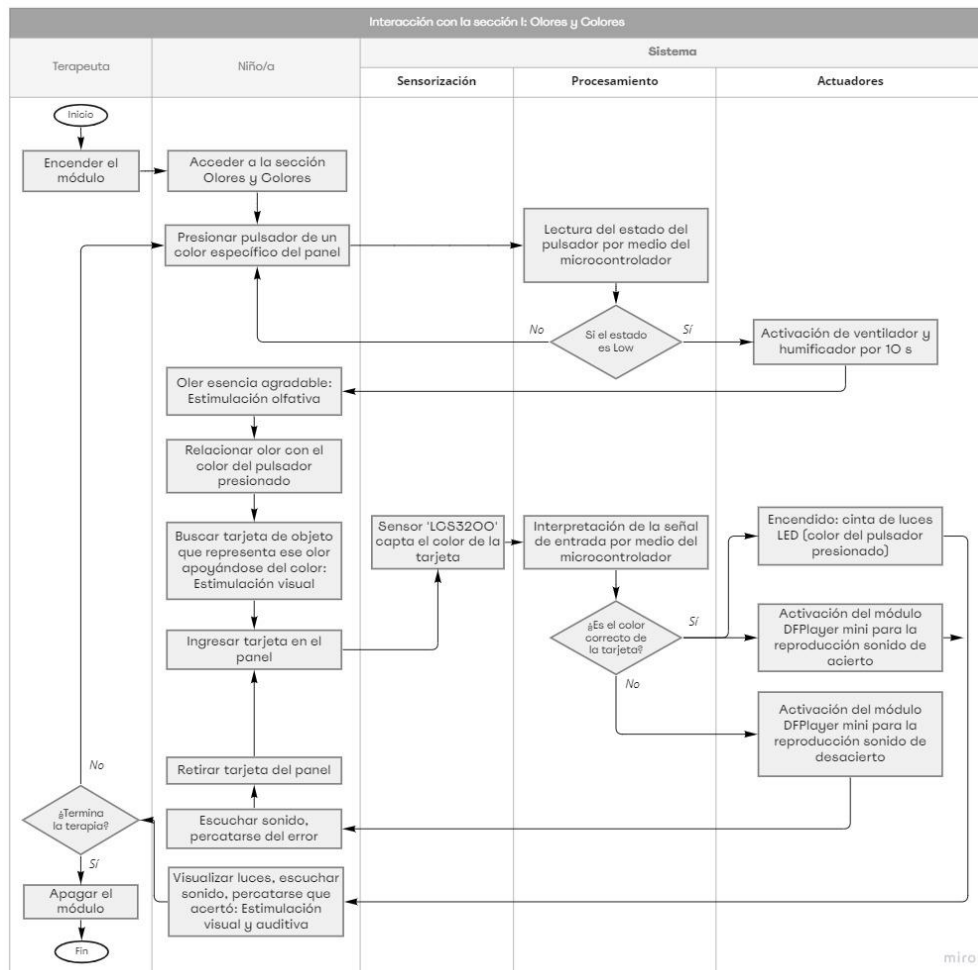 Interacción con la sección I: Olores y Colores
Terapeuta
Niño/a
Sistema
Sensorización
Procesamiento
Actuadores
Inicio
Encender el
módulo
Acceder a la sección
Olores y Colores
Presionar pulsador de un
color específico del panel
Lectura del estado del
pulsador por medio del
microcontrolador
Si el estado
es Low
No
Sí
Activación de ventilador y
humificador por 10 s
Oler esencia agradable:
Estimulación olfativa
Relacionar olor con el
color del pulsador
presionado
Buscar tarjeta de objeto
que representa ese olor
apoyándose del color:
Estimulación visual
Ingresar tarjeta en el
panel
Sensor 'LCS3200'
capta el color de la
tarjeta
Interpretación de la señal
de entrada por medio del
microcontrolador
¿Es el color
correcto de
la tarjeta?
Sí
No
Encendido: cinta de luces
LED (color del pulsador
presionado)
Activación del módulo
DFPlayer mini para la
reproducción sonido de
acierto
Activación del módulo
DFPlayer mini para la
reproducción sonido de
desacierto
Retirar tarjeta del panel
Escuchar sonido,
percatarse del error
Visualizar luces, escuchar
sonido, percatarse que
acertó: Estimulación
visual y auditiva
No
¿Termina
la terapia?
Sí
Apagar el
módulo
Fin
miro